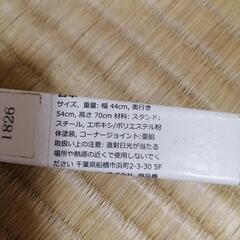 サイズ、重量: 幅 44cm, 奥行き
54cm, 高さ 70cm 材料: スタンド:
スチール, エポキシ/ポリエステル粉
体塗装, コーナージョイント: 亜鉛
取扱い上の注意: 直射日光が当たる
場所や熱源の近くで使用しないでく
ださい 千葉県船橋市浜町2-3-30 5F
1826